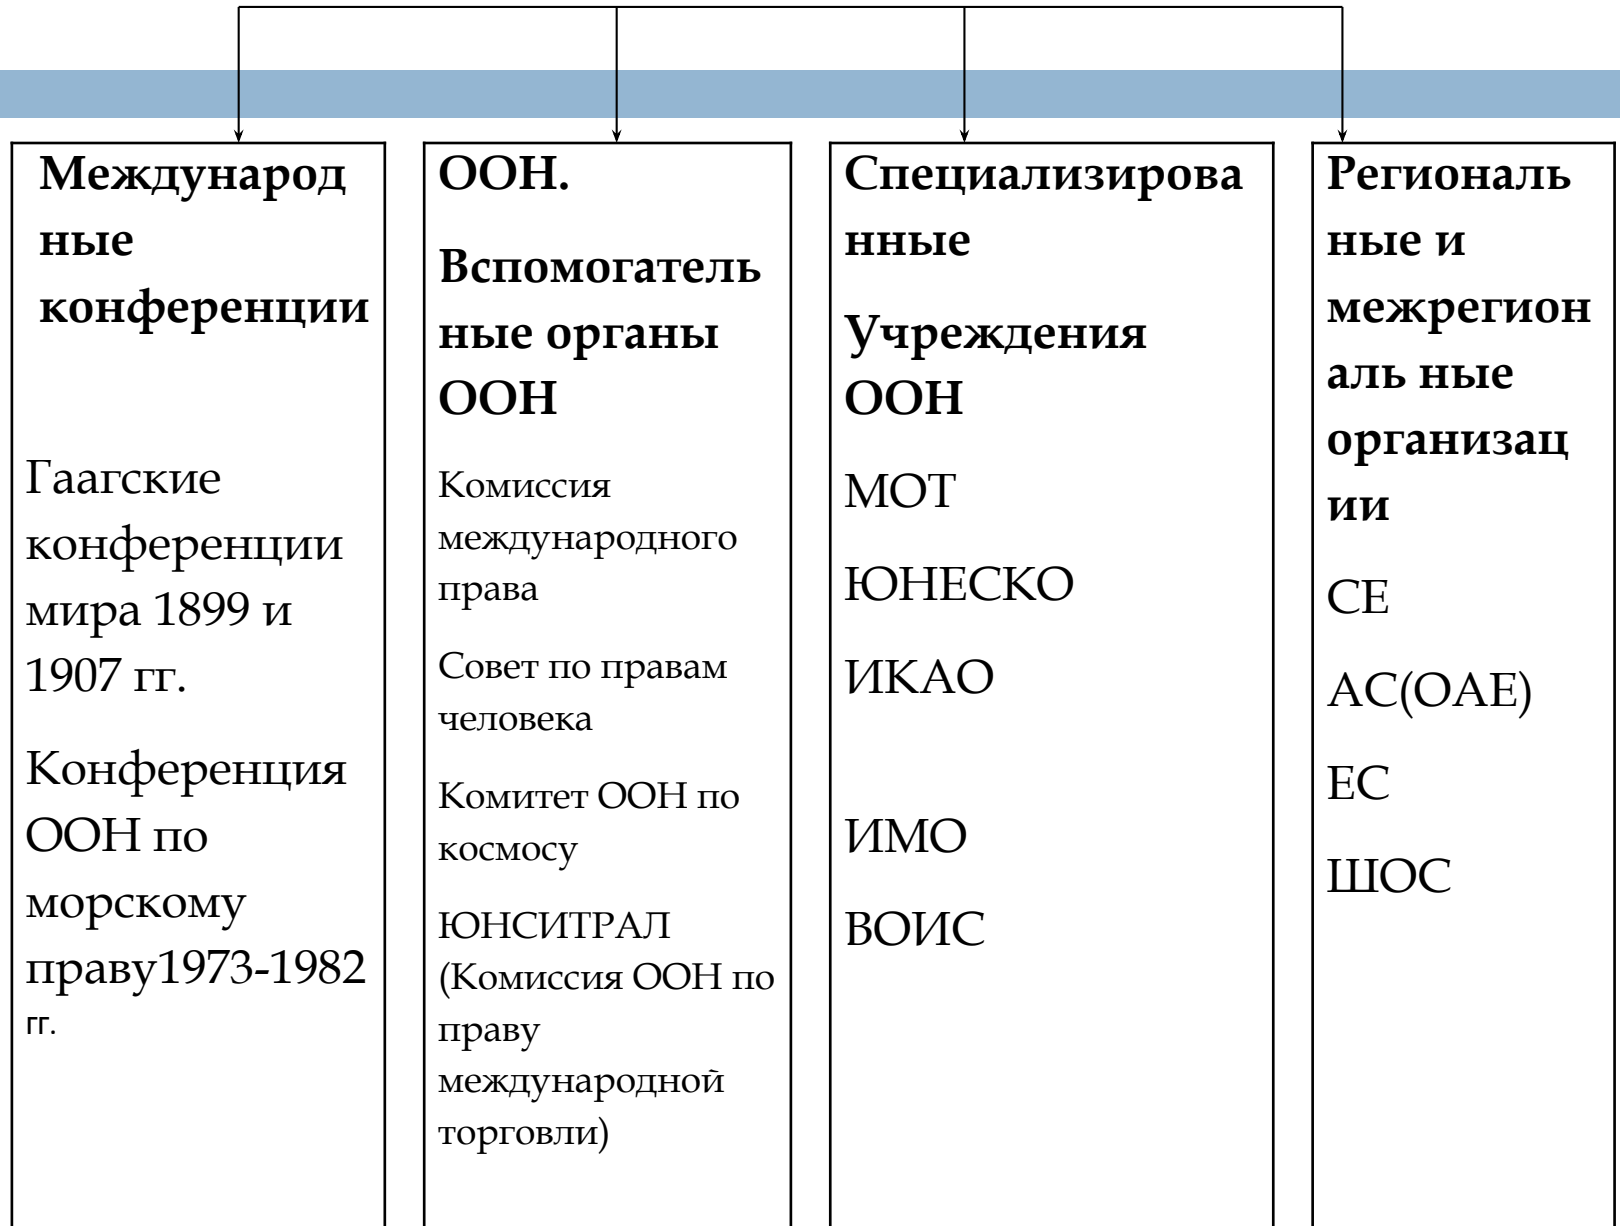 Международ
ные
конференции
Гаагские
конференции
мира 1899 и
1907 гг.
Конференция
ООН по
морскому
праву1973-1982
гг.
ООН.
Вспомогатель
ные органы
ООН
Комиссия
международного
права
Совет по правам
человека
Комитет ООН по
космосу
ЮНСИТРАЛ
(Комиссия ООН по
праву
международной
торговли)
Специализирова
нные
Учреждения
ООН
МОТ
ЮНЕСКО
ИКАО
ИМО
ВОИС
Региональ
ные и
межрегион
аль ные
организац
ии
СЕ
АС(ОАЕ)
ЕС
ШОС